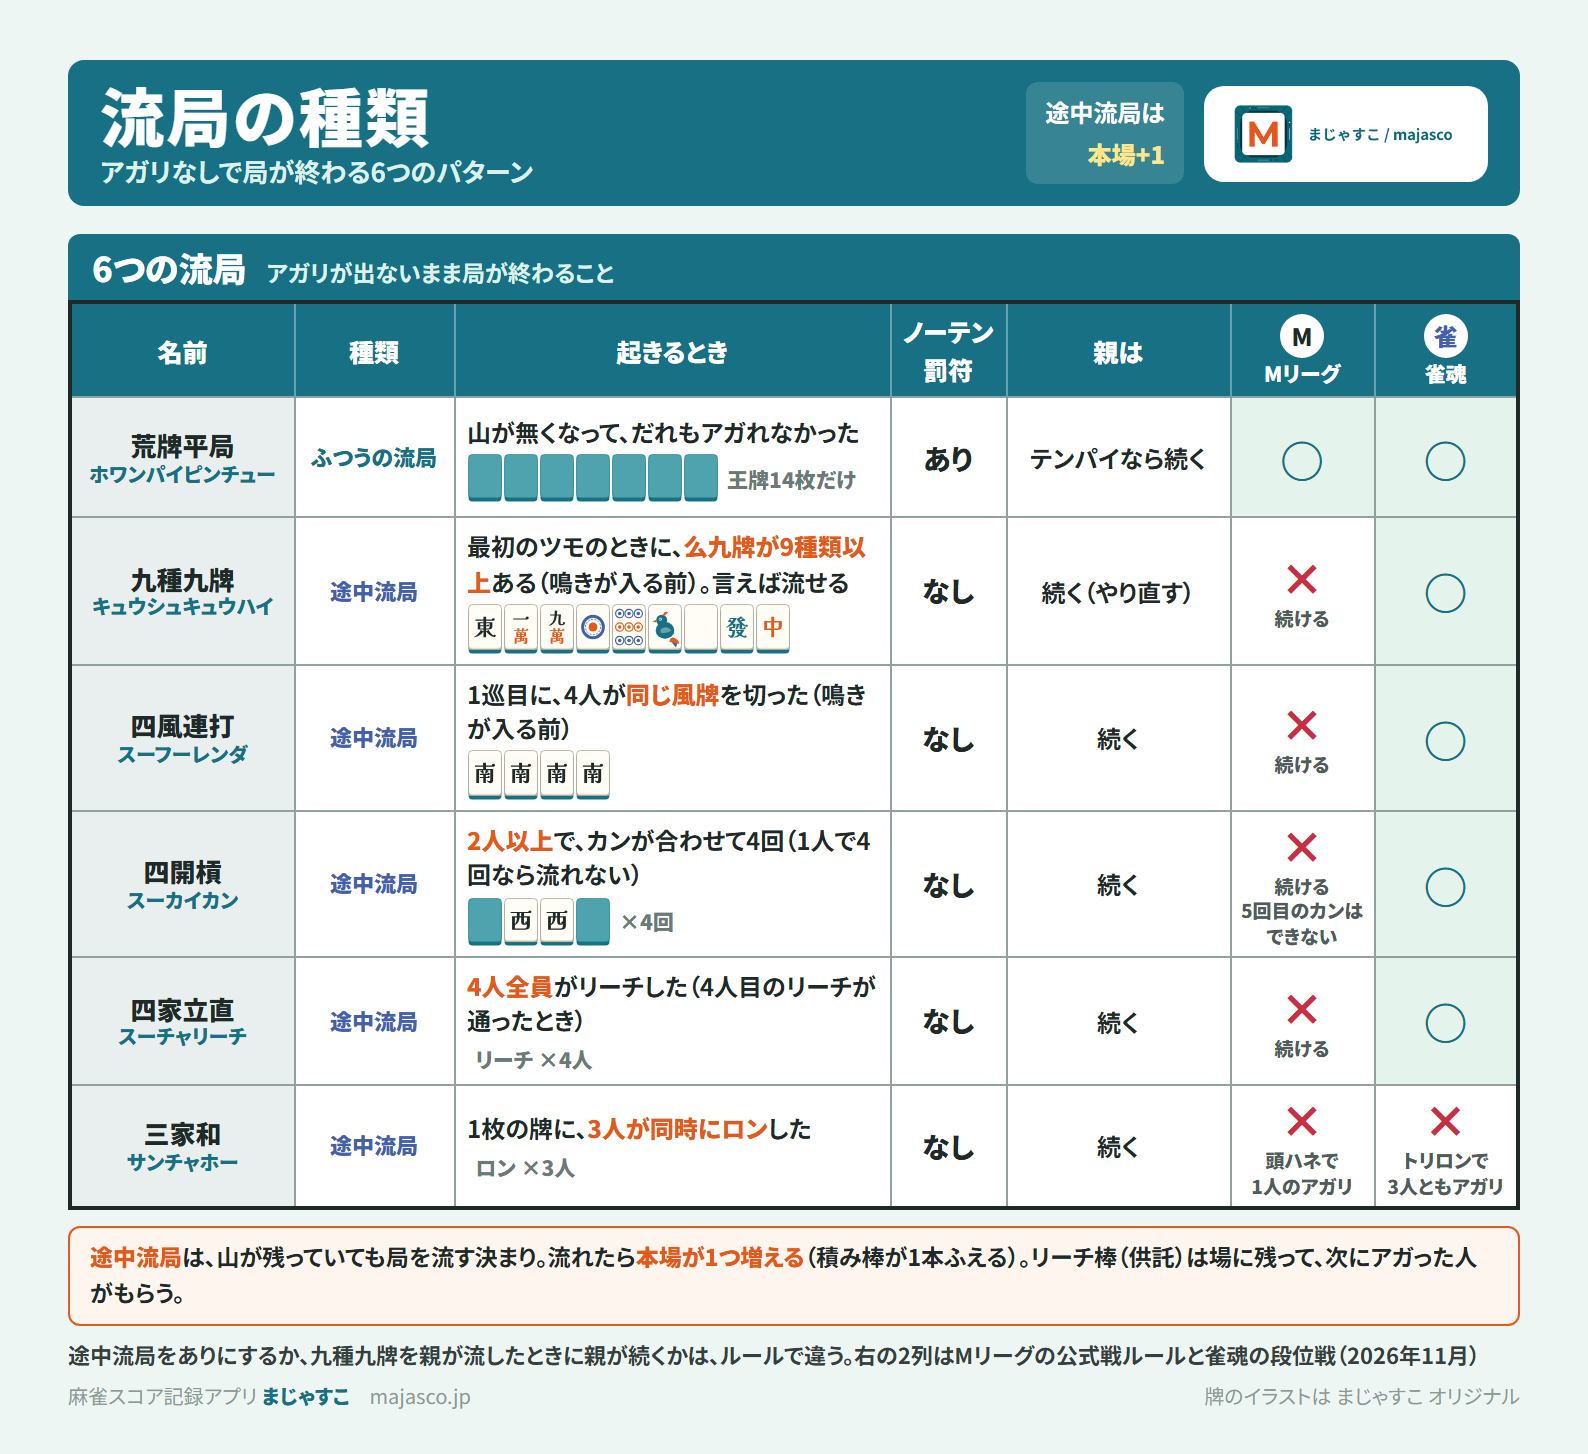 流局の種類
アガリなしで局が終わる6つのパターン
途中流局は
本場+1
M
まじゃすこ / majasco
6つの流局 アガリが出ないまま局が終わること
名前
種類
起きるとき
ノーテン
罰符
親は
M
Mリーグ
雀
雀魂
荒牌平局
ホワンパイピンチュー
ふつうの流局
山が無くなって、だれもアガれなかった
王牌14枚だけ
あり
テンパイなら続く
◯
◯
九種九牌
キュウシュキュウハイ
途中流局
最初のツモのときに、么九牌が9種類以
上ある（鳴きが入る前）。言えば流せる
東 一萬 九萬 發 中
なし
続く（やり直す）
✕
続ける
◯
四風連打
スーフーレンダ
途中流局
1巡目に、4人が同じ風牌を切った（鳴き
が入る前）
南 南 南 南
なし
続く
✕
続ける
◯
四開槓
スーカイカン
途中流局
2人以上で、カンが合わせて4回（1人で4
回なら流れない）
西 西 ×4回
なし
続く
✕
続ける
5回目のカンは
できない
◯
四家立直
スーチャリーチ
途中流局
4人全員がリーチした（4人目のリーチが
通ったとき）
リーチ ×4人
なし
続く
✕
続ける
◯
三家和
サンチャホー
途中流局
1枚の牌に、3人が同時にロンした
ロン ×3人
なし
続く
✕
頭ハネで
1人のアガリ
✕
トリロンで
3人ともアガリ
途中流局は、山が残っていても局を流す決まり。流れたら本場が1つ増える（積み棒が1本ふえる）。リーチ棒（供託）は場に残って、次にアガった人
がもらう。
途中流局をありにするか、九種九牌を親が流したときに親が続くかは、ルールで違う。右の2列はMリーグの公式戦ルールと雀魂の段位戦（2026年11月）
麻雀スコア記録アプリ まじゃすこ majasco.jp
牌のイラストは まじゃすこ オリジナル